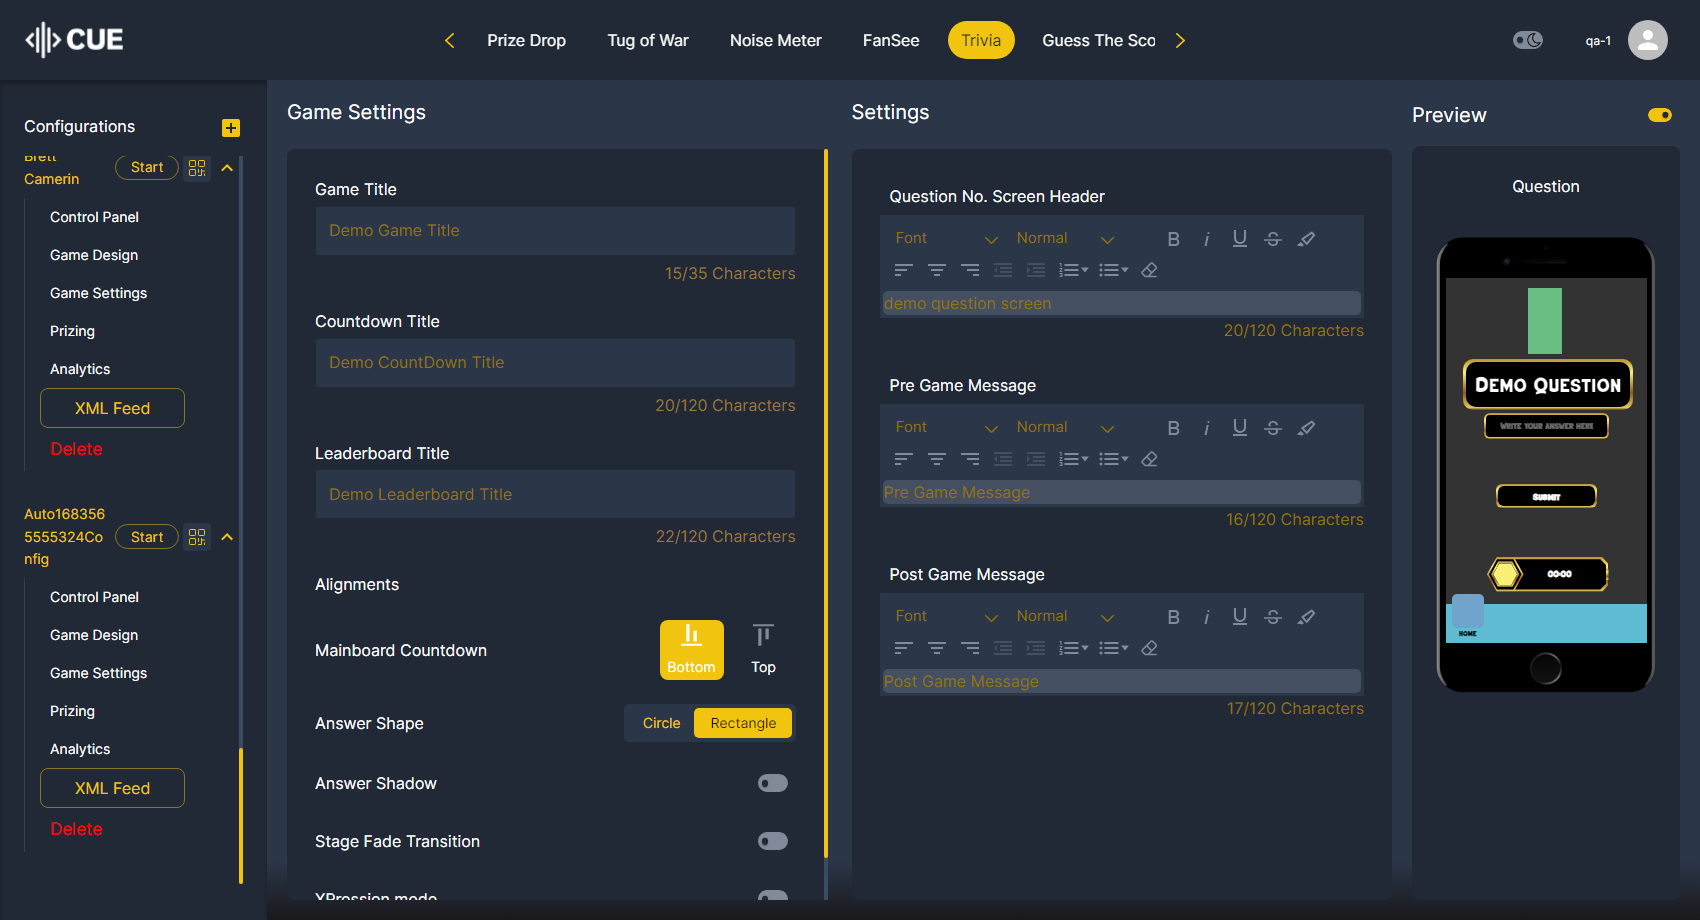 CUE
Prize Drop
Tug of War
Noise Meter
FanSee
Trivia
Guess The Sco
qa-1
Configurations
Brett
Camerin
Start
Control Panel
Game Design
Game Settings
Prizing
Analytics
XML Feed
Delete
Auto168356
5555324Co
nfig
Start
Control Panel
Game Design
Game Settings
Prizing
Analytics
XML Feed
Delete
Game Settings
Game Title
Demo Game Title
15/35 Characters
Countdown Title
Demo CountDown Title
20/120 Characters
Leaderboard Title
Demo Leaderboard Title
22/120 Characters
Alignments
Mainboard Countdown
Bottom
Top
Answer Shape
Circle
Rectangle
Answer Shadow
Stage Fade Transition
XPression mode
Settings
Question No. Screen Header
Font
Normal
demo question screen
20/120 Characters
Pre Game Message
Font
Normal
Pre Game Message
16/120 Characters
Post Game Message
Font
Normal
Post Game Message
17/120 Characters
Preview
Question
Demo Question
WRITE YOUR ANSWER HERE
Submit
00:00
HOME